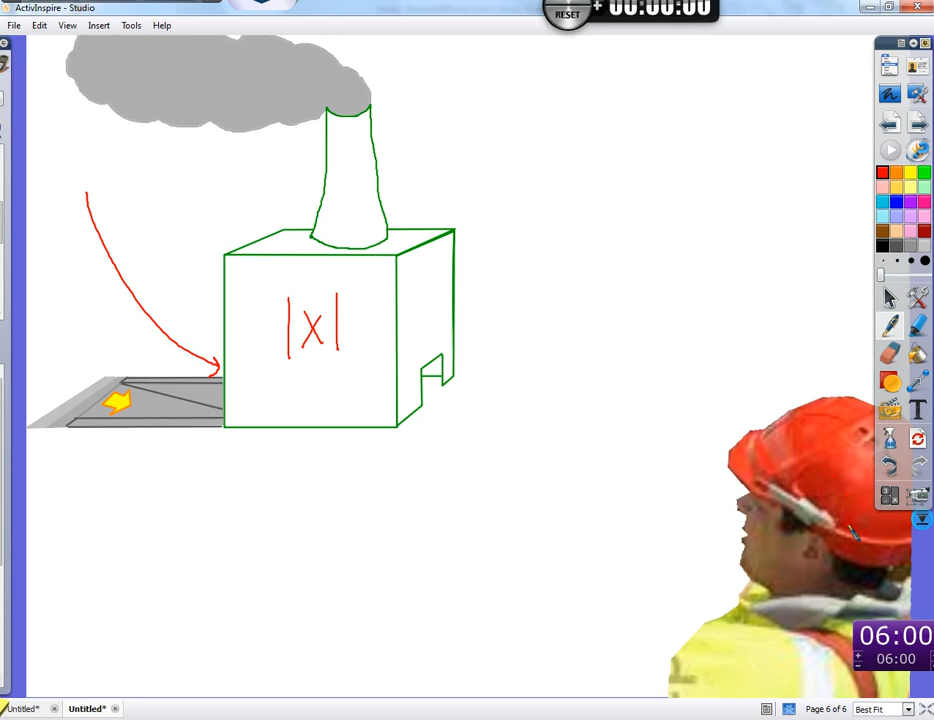 ActivInspire - Studio
RESET
+ 00:00:00
File Edit View Insert Tools Help
|x|
T
06:00
06:00
Untitled* Untitled* Page 6 of 6 Best Fit